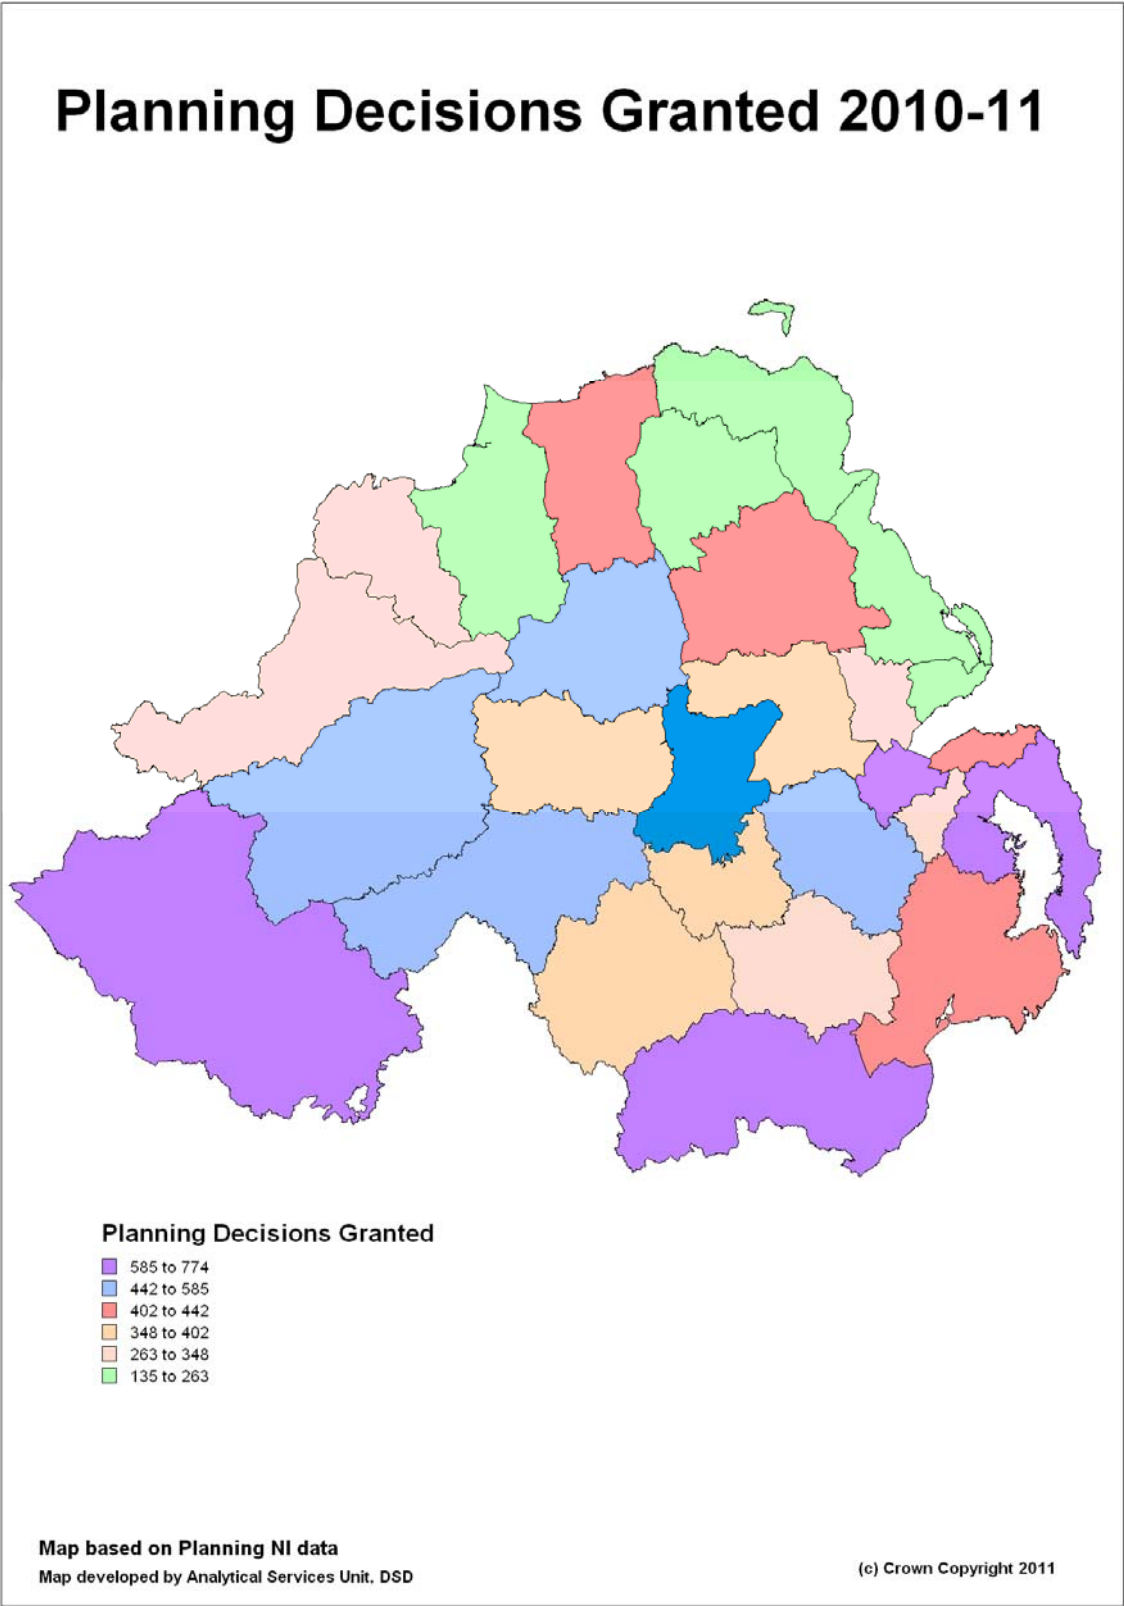 Planning Decisions Granted 2010-11
Planning Decisions Granted
585 to 774
442 to 585
402 to 442
348 to 402
263 to 348
135 to 263
Map based on Planning NI data
Map developed by Analytical Services Unit, DSD
(c) Crown Copyright 2011